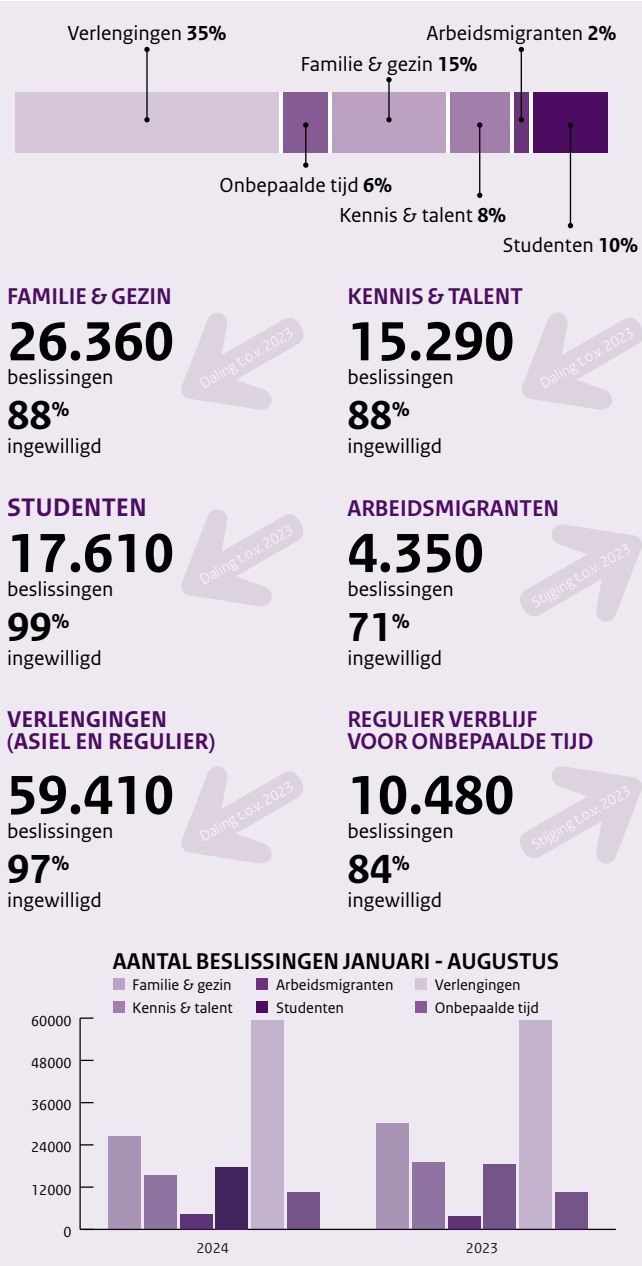 Verlengingen 35%
Arbeidsmigranten 2%
Familie & gezin 15%
Onbepaalde tijd 6%
Kennis & talent 8%
Studenten 10%
FAMILIE & GEZIN
26.360
beslissingen
88%
ingewilligd
Daling t.o.v. 2023
KENNIS & TALENT
15.290
beslissingen
88%
ingewilligd
Daling t.o.v. 2023
STUDENTEN
17.610
beslissingen
99%
ingewilligd
Daling t.o.v. 2023
ARBEIDSMIGRANTEN
4.350
beslissingen
71%
ingewilligd
Stijging t.o.v. 2023
VERLENGINGEN
(ASIEL EN REGULIER)
59.410
beslissingen
97%
ingewilligd
Daling t.o.v. 2023
REGULIER VERBLIJF
VOOR ONBEPAALDE TIJD
10.480
beslissingen
84%
ingewilligd
Stijging t.o.v. 2023
AANTAL BESLISSINGEN JANUARI - AUGUSTUS
Familie & gezin Arbeidsmigranten Verlengingen
Kennis & talent Studenten Onbepaalde tijd
60000
48000
36000
24000
12000
0
2024 2023